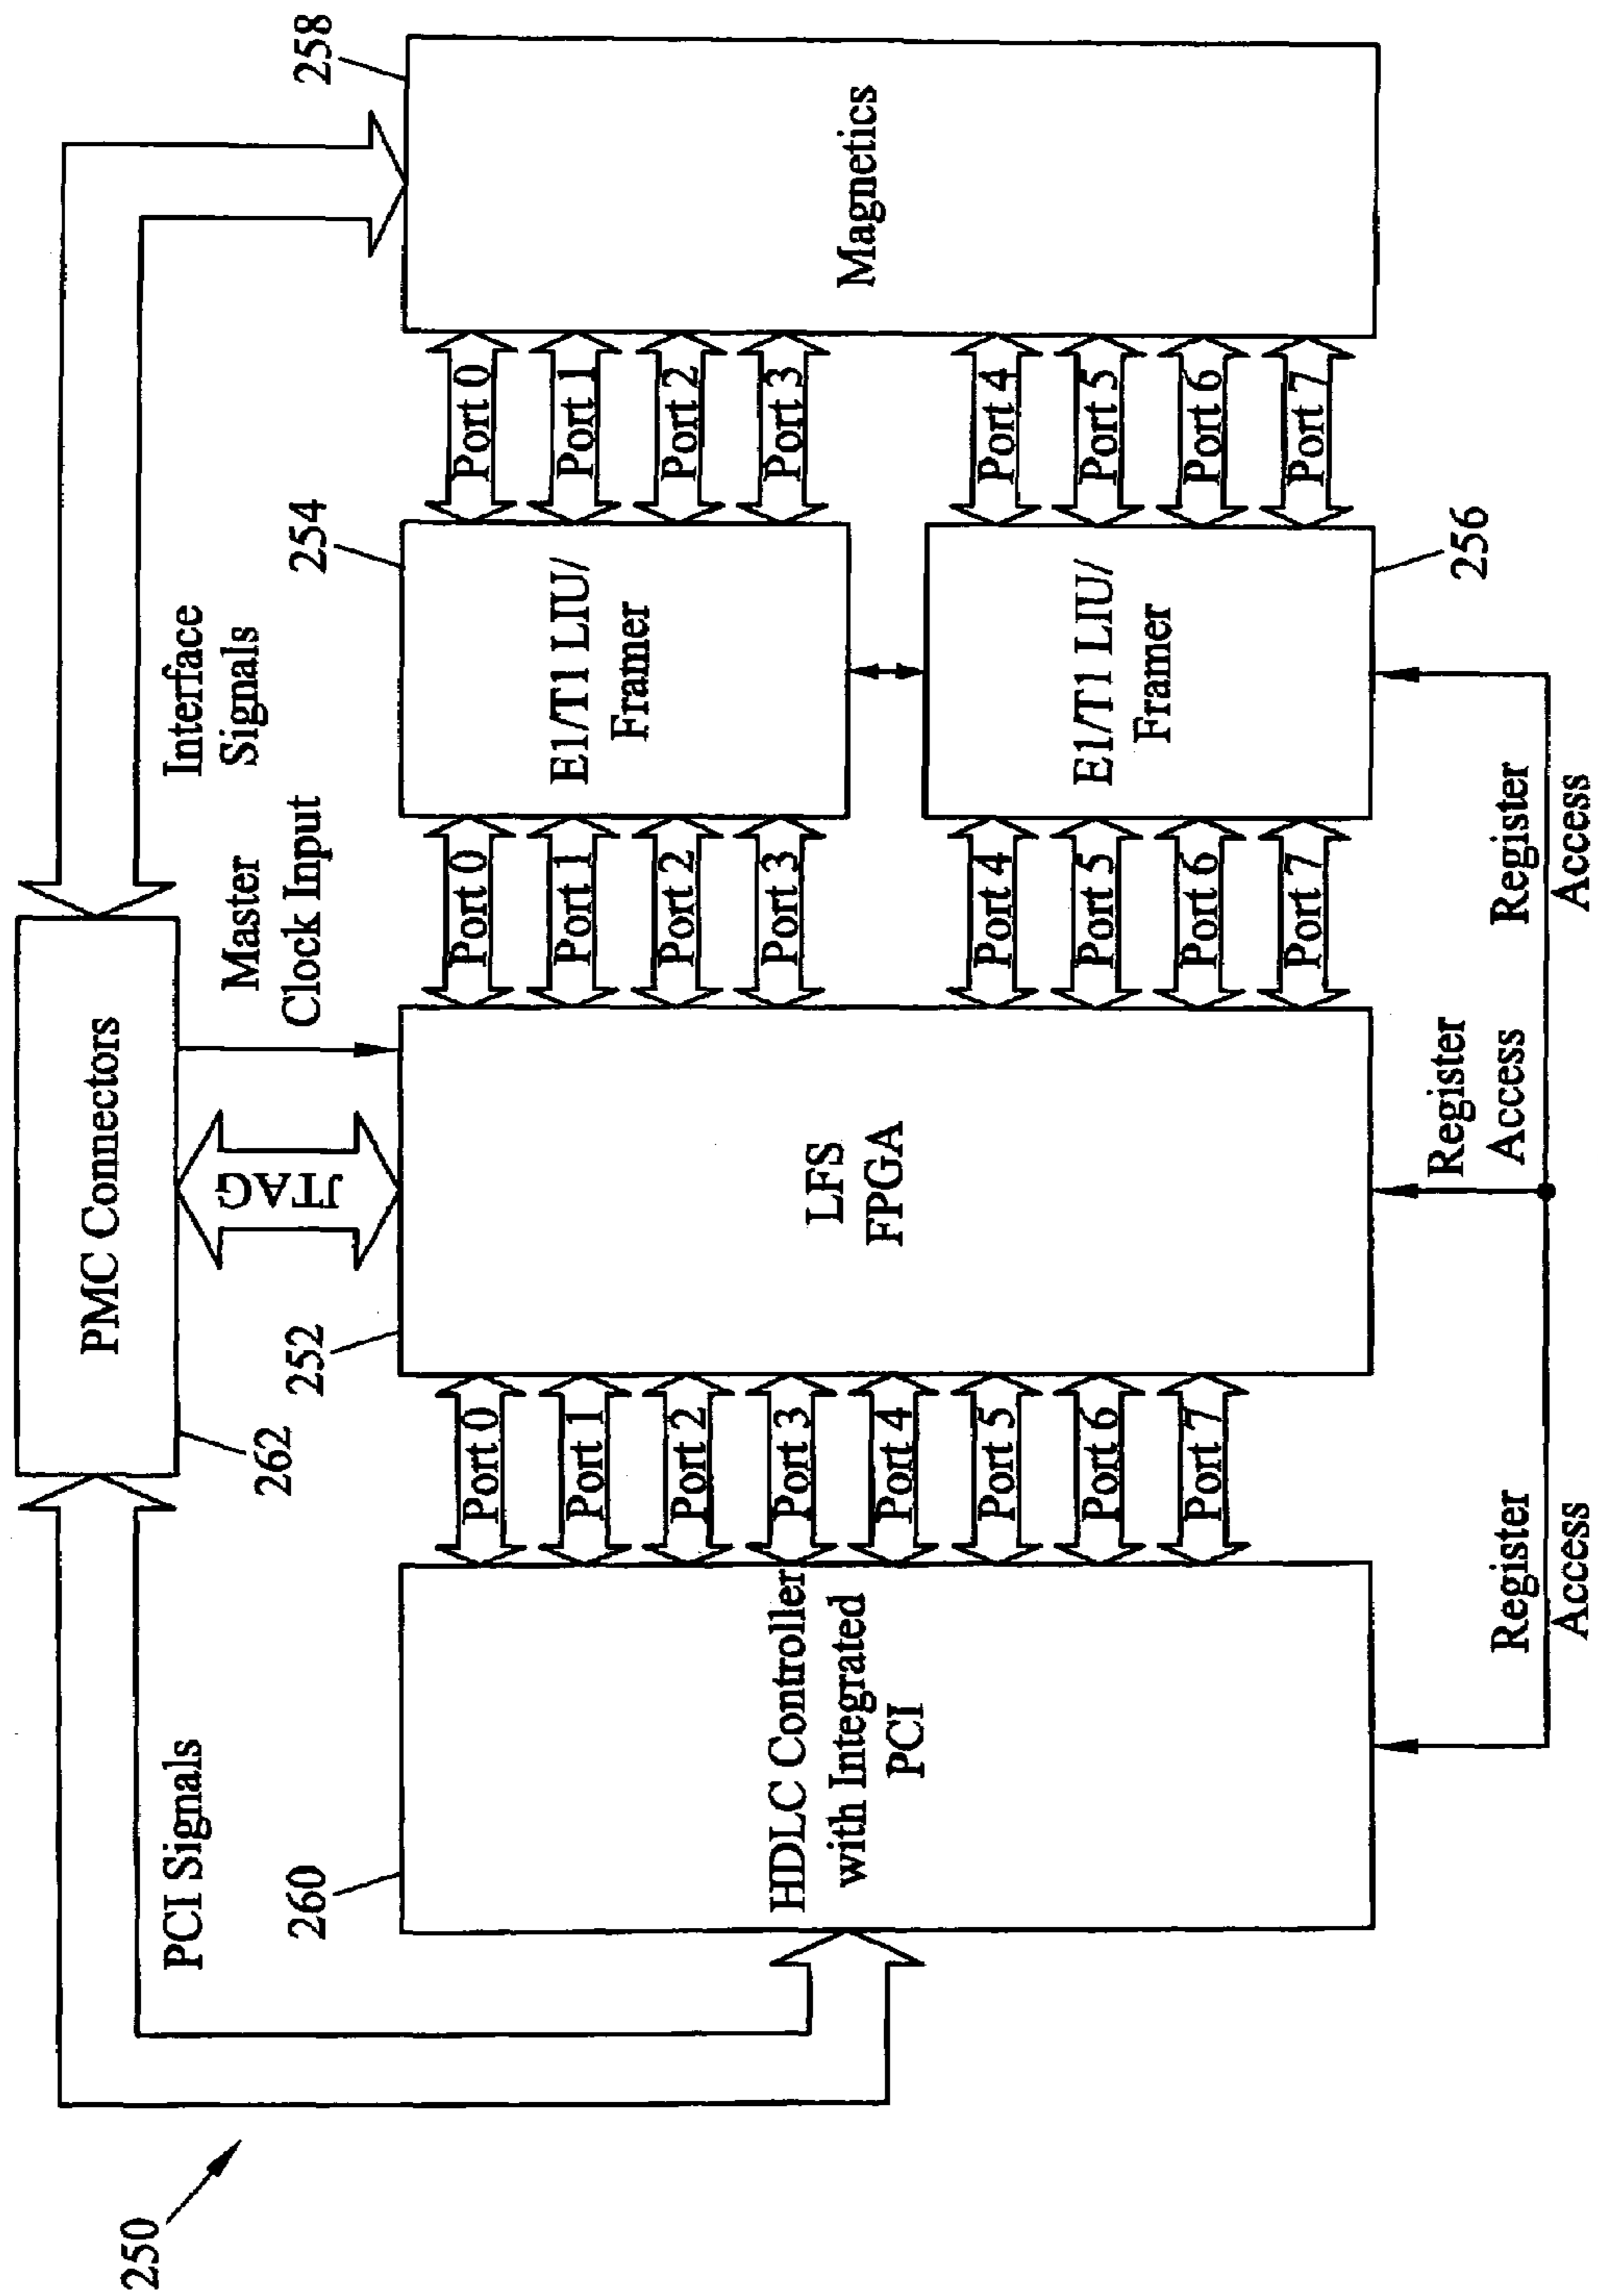 250
PCI Signals
262
PMC Connectors
JTAG
Master
Clock Input
Interface
Signals
260
HDLC Controller
with Integrated
PCI
Port 0
Port 1
Port 2
Port 3
Port 4
Port 5
Port 6
Port 7
252
LFS
FPGA
Port 0
Port 1
Port 2
Port 3
Port 4
Port 5
Port 6
Port 7
254
E1/T1 LIU/
Framer
E1/T1 LIU/
Framer
256
Port 0
Port 1
Port 2
Port 3
Port 4
Port 5
Port 6
Port 7
258
Magnetics
Register
Access
Register
Access
Register
Access